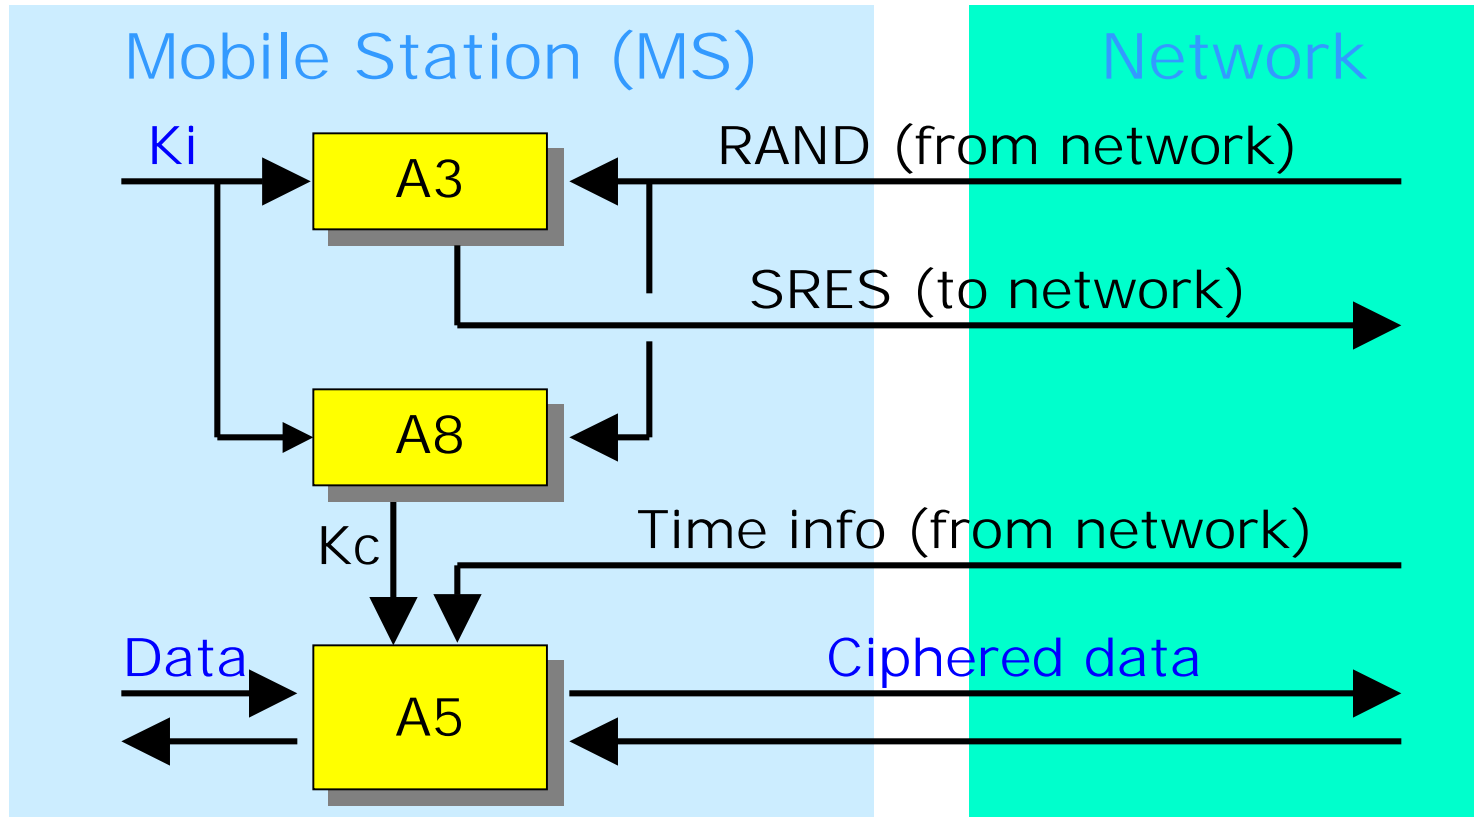 Mobile Station (MS)
Network
Ki
A3
RAND (from network)
SRES (to network)
A8
Kc
Time info (from network)
Data
A5
Ciphered data